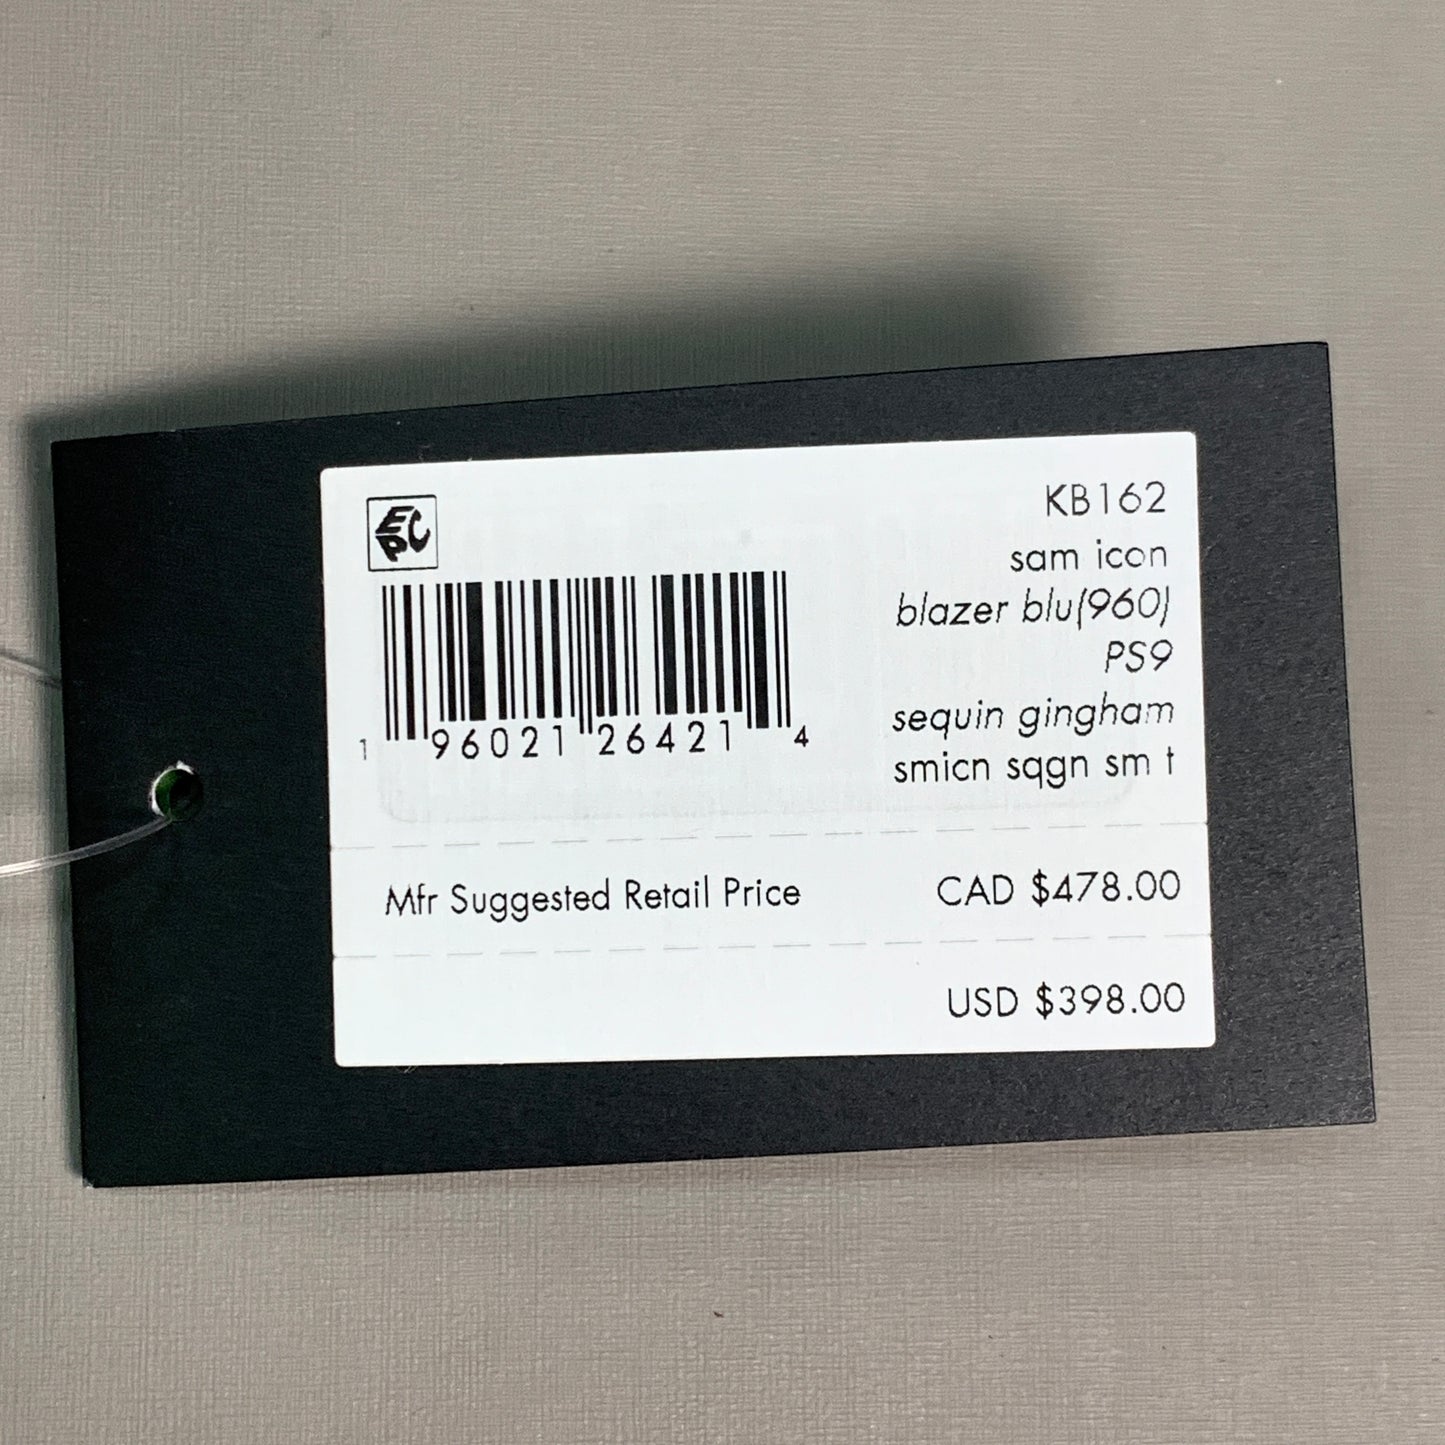 EPC
KB162
sam icon
blazer blu(960)
PS9
sequin gingham
smicn sqgn sm t
1 96021 26421 4
Mfr Suggested Retail Price CAD $478.00
USD $398.00